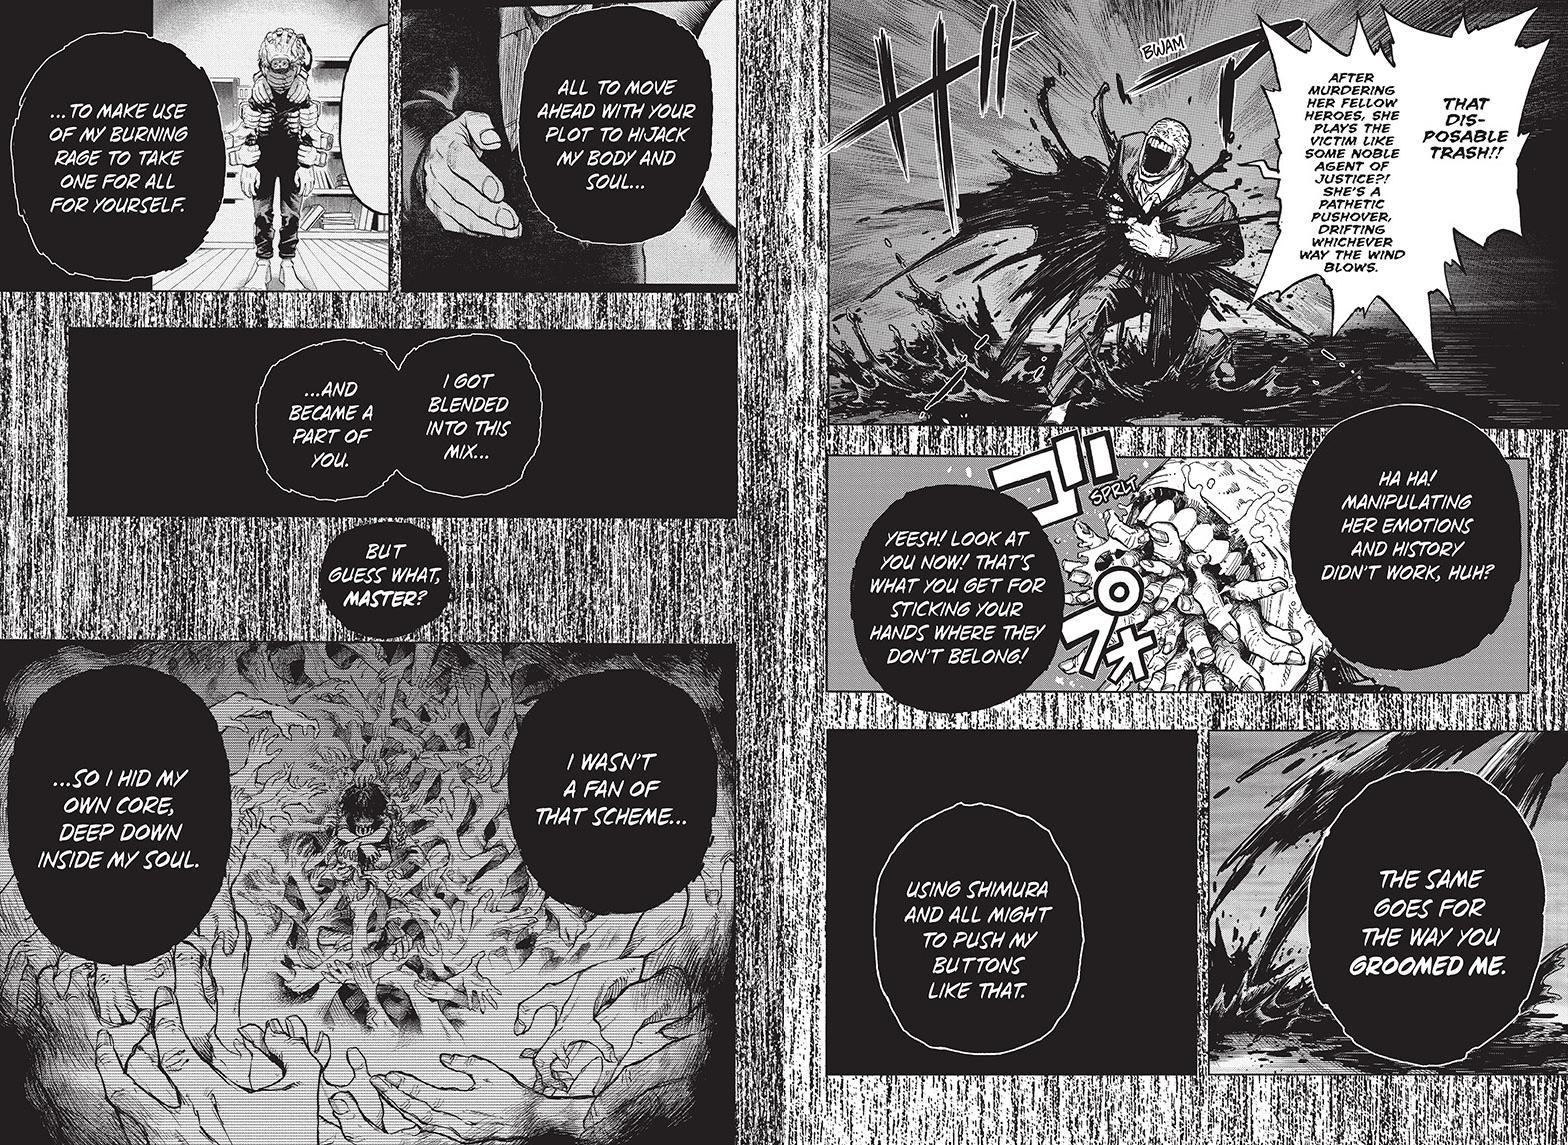 THAT
DIS-
POSABLE
TRASH!!
AFTER
MURDERING
HER FELLOW
HEROES, SHE
PLAYS THE
VICTIM LIKE
SOME NOBLE
AGENT OF
JUSTICE?!
SHE'S A
PATHETIC
PUSHOVER,
DRIFTING
WHICHEVER
WAY THE WIND
BLOWS.
BWAM
HA HA!
MANIPULATING
HER EMOTIONS
AND HISTORY
DIDN'T WORK, HUH?
ゴパォ
SPRLT
YEESH! LOOK AT
YOU NOW! THAT'S
WHAT YOU GET FOR
STICKING YOUR
HANDS WHERE THEY
DON'T BELONG!
THE SAME
GOES FOR
THE WAY YOU
GROOMED ME.
USING SHIMURA
AND ALL MIGHT
TO PUSH MY
BUTTONS
LIKE THAT.
ALL TO MOVE
AHEAD WITH YOUR
PLOT TO HIJACK
MY BODY AND
SOUL...
...TO MAKE USE
OF MY BURNING
RAGE TO TAKE
ONE FOR ALL
FOR YOURSELF.
I GOT
BLENDED
INTO THIS
MIX...
...AND
BECAME A
PART OF
YOU.
BUT
GUESS WHAT,
MASTER?
I WASN'T
A FAN OF
THAT SCHEME...
...SO I HID MY
OWN CORE,
DEEP DOWN
INSIDE MY SOUL.